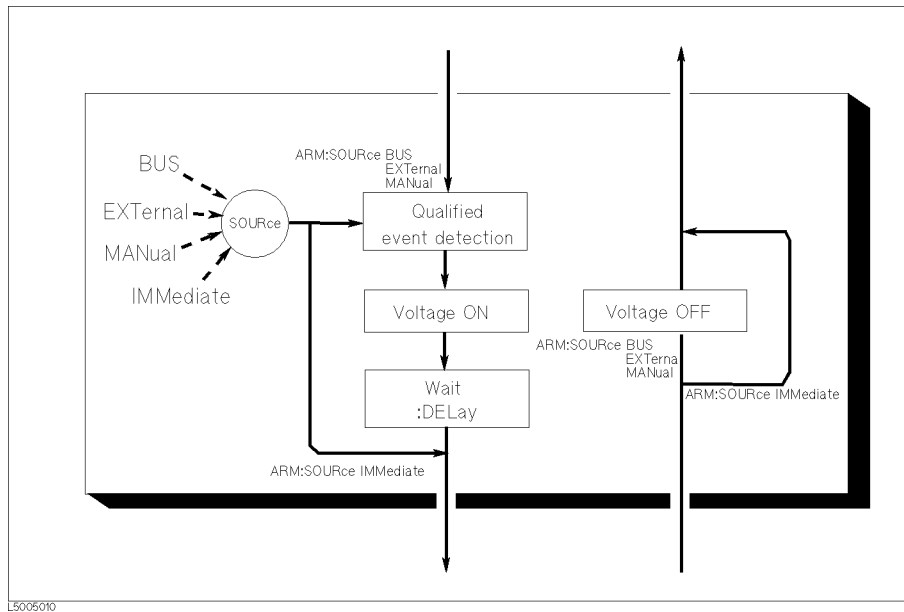 BUS
EXTernal
MANual
IMMediate
SOURce
ARM:SOURce BUS
EXTernal
MANual
Qualified
event detection
Voltage ON
Wait
:DELay
ARM:SOURce IMMediate
Voltage OFF
ARM:SOURce BUS
EXTerna
MANual
ARM:SOURce IMMediate
L5005010